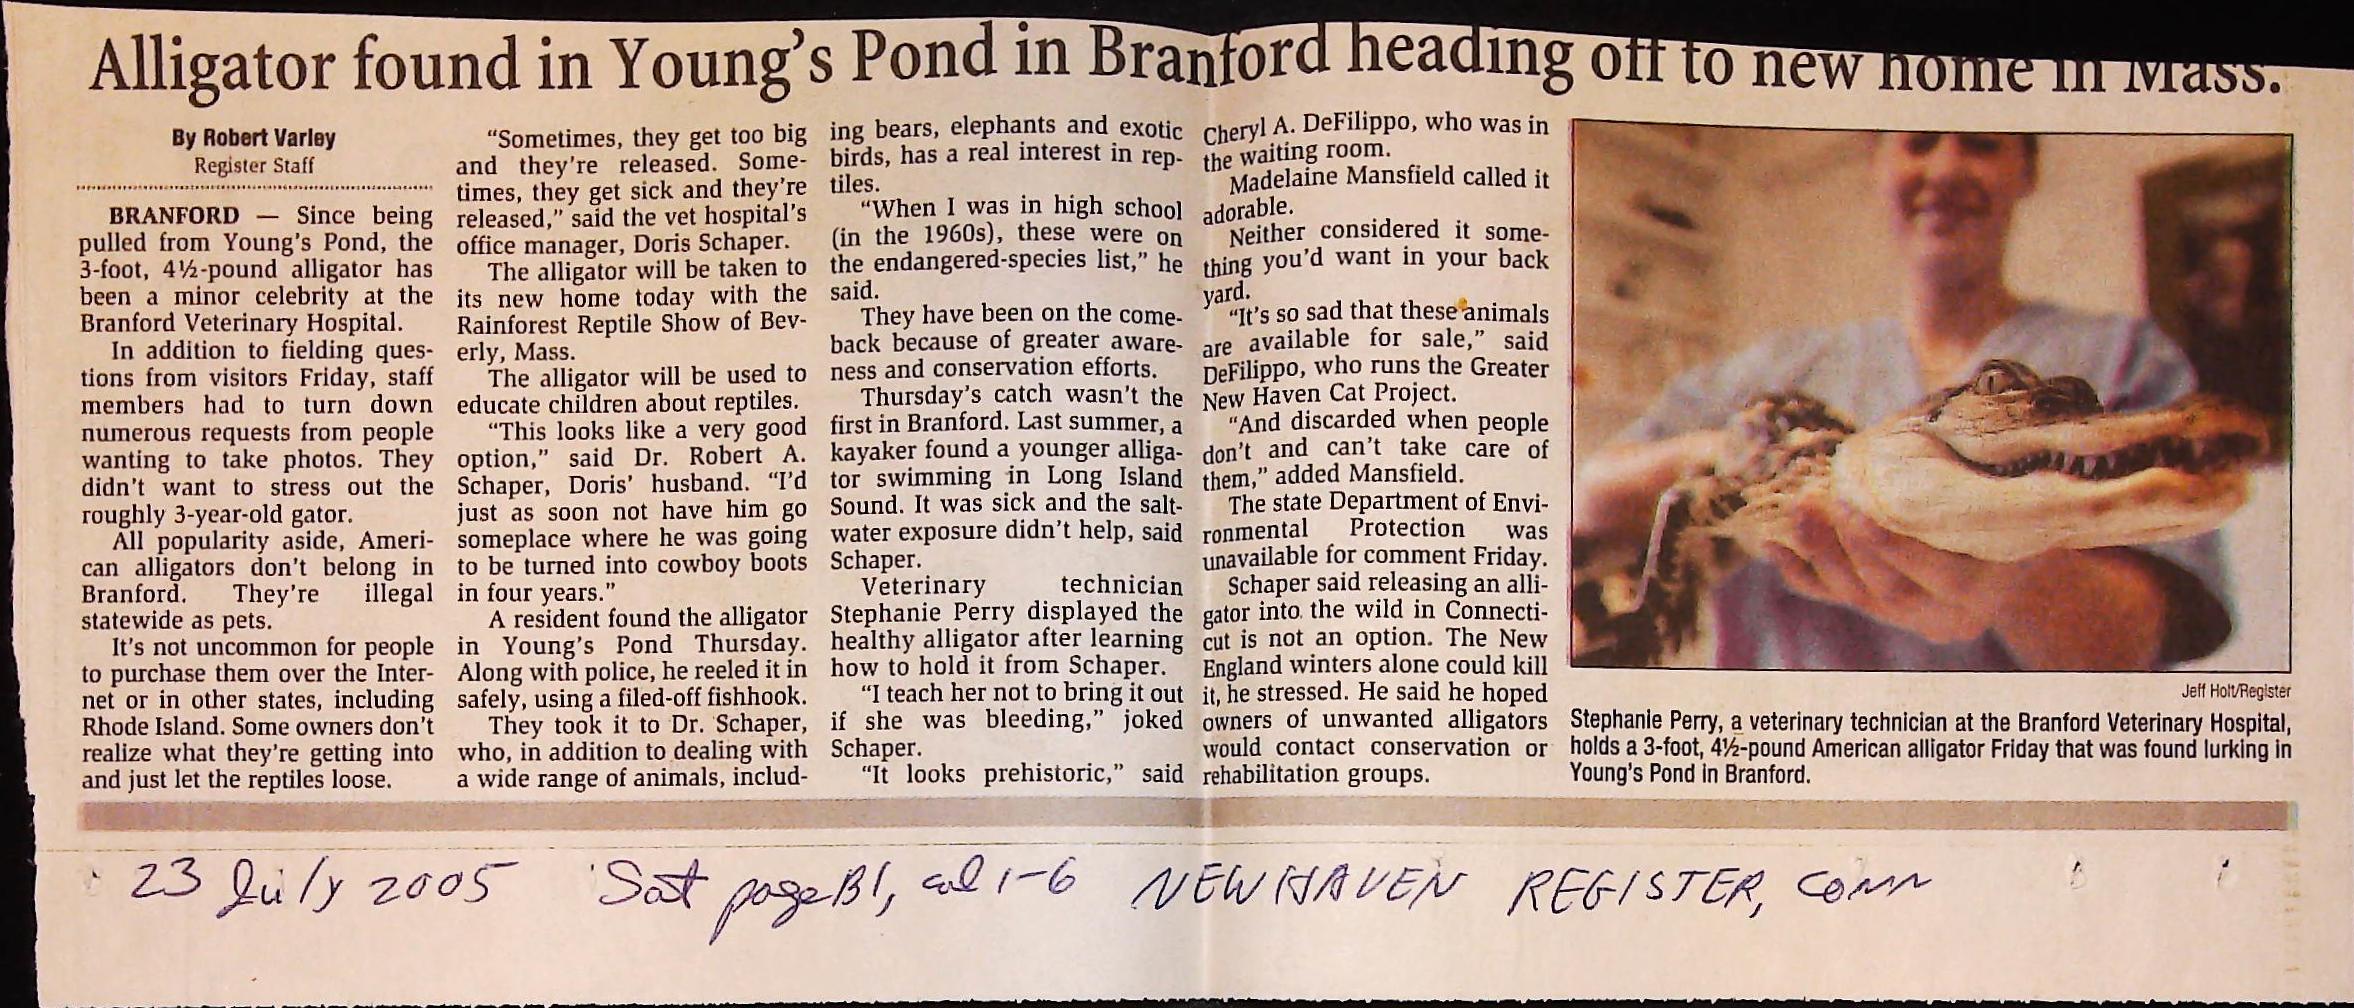 Alligator found in Young's Pond in Branford heading off to new home in Mass.
By Robert Varley
Register Staff
BRANFORD — Since being
pulled from Young's Pond, the
3-foot, 4½-pound alligator has
been a minor celebrity at the
Branford Veterinary Hospital.
In addition to fielding ques-
tions from visitors Friday, staff
members had to turn down
numerous requests from people
wanting to take photos. They
didn't want to stress out the
roughly 3-year-old gator.
All popularity aside, Ameri-
can alligators don't belong in
Branford. They're illegal
statewide as pets.
It's not uncommon for people
to purchase them over the Inter-
net or in other states, including
Rhode Island. Some owners don't
realize what they're getting into
and just let the reptiles loose.
"Sometimes, they get too big
and they're released. Some-
times, they get sick and they're
released," said the vet hospital's
office manager, Doris Schaper.
The alligator will be taken to
its new home today with the
Rainforest Reptile Show of Bev-
erly, Mass.
The alligator will be used to
educate children about reptiles.
"This looks like a very good
option," said Dr. Robert A.
Schaper, Doris' husband. "I'd
just as soon not have him go
someplace where he was going
to be turned into cowboy boots
in four years."
A resident found the alligator
in Young's Pond Thursday.
Along with police, he reeled it in
safely, using a filed-off fishhook.
They took it to Dr. Schaper,
who, in addition to dealing with
a wide range of animals, includ-
ing bears, elephants and exotic
birds, has a real interest in rep-
tiles.
"When I was in high school
(in the 1960s), these were on
the endangered-species list," he
said.
They have been on the come-
back because of greater aware-
ness and conservation efforts.
Thursday's catch wasn't the
first in Branford. Last summer, a
kayaker found a younger alliga-
tor swimming in Long Island
Sound. It was sick and the salt-
water exposure didn't help, said
Schaper.
Veterinary technician
Stephanie Perry displayed the
healthy alligator after learning
how to hold it from Schaper.
"I teach her not to bring it out
if she was bleeding," joked
Schaper.
"It looks prehistoric," said
Cheryl A. DeFilippo, who was in
the waiting room.
Madelaine Mansfield called it
adorable.
Neither considered it some-
thing you'd want in your back
yard.
"It's so sad that these animals
are available for sale," said
DeFilippo, who runs the Greater
New Haven Cat Project.
"And discarded when people
don't and can't take care of
them," added Mansfield.
The state Department of Envi-
ronmental Protection was
unavailable for comment Friday.
Schaper said releasing an alli-
gator into the wild in Connecti-
cut is not an option. The New
England winters alone could kill
it, he stressed. He said he hoped
owners of unwanted alligators
would contact conservation or
rehabilitation groups.
Jeff Holt/Register
Stephanie Perry, a veterinary technician at the Branford Veterinary Hospital,
holds a 3-foot, 4½-pound American alligator Friday that was found lurking in
Young's Pond in Branford.
23 July 2005 Sat page B1, col 1-6 NEW HAVEN REGISTER, Conn